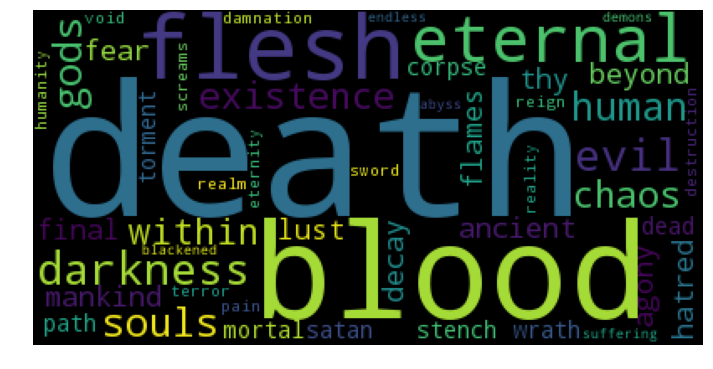 void
damnation
endless
demons
gods
fear
flesh
eternal
humanity
screams
corpse
thy
beyond
existence
abyss
reign
human
torment
death
flames
destruction
eternity
sword
reality
evil
realm
chaos
final
within
lust
ancient
dead
blackened
decay
darkness
blood
agony
hatred
mankind
terror
pain
path
souls
mortal
satan
stench
wrath
suffering